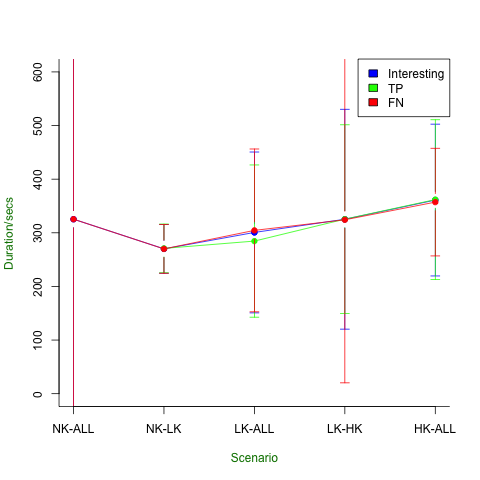 Interesting
TP
FN
600
500
400
300
200
100
0
Duration/secs
NK-ALL NK-LK LK-ALL LK-HK HK-ALL
Scenario